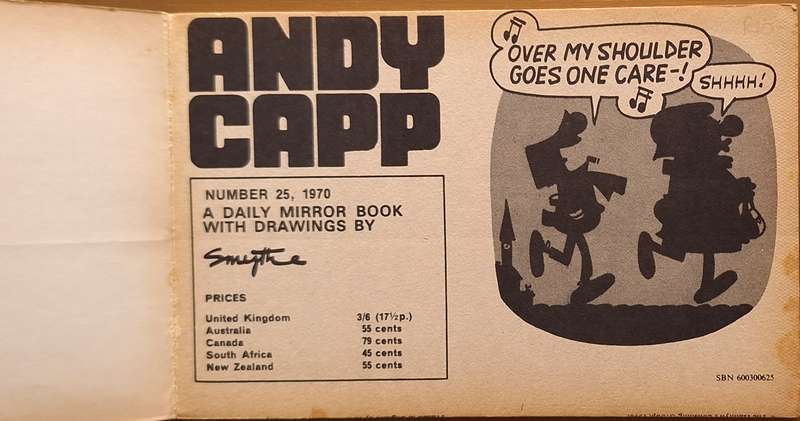 ANDY
CAPP
NUMBER 25, 1970
A DAILY MIRROR BOOK
WITH DRAWINGS BY
Smythe
PRICES
United Kingdom 3/6 (17½p.)
Australia 55 cents
Canada 79 cents
South Africa 45 cents
New Zealand 55 cents
OVER MY SHOULDER
GOES ONE CARE-!
SHHHH!
SBN 600300625